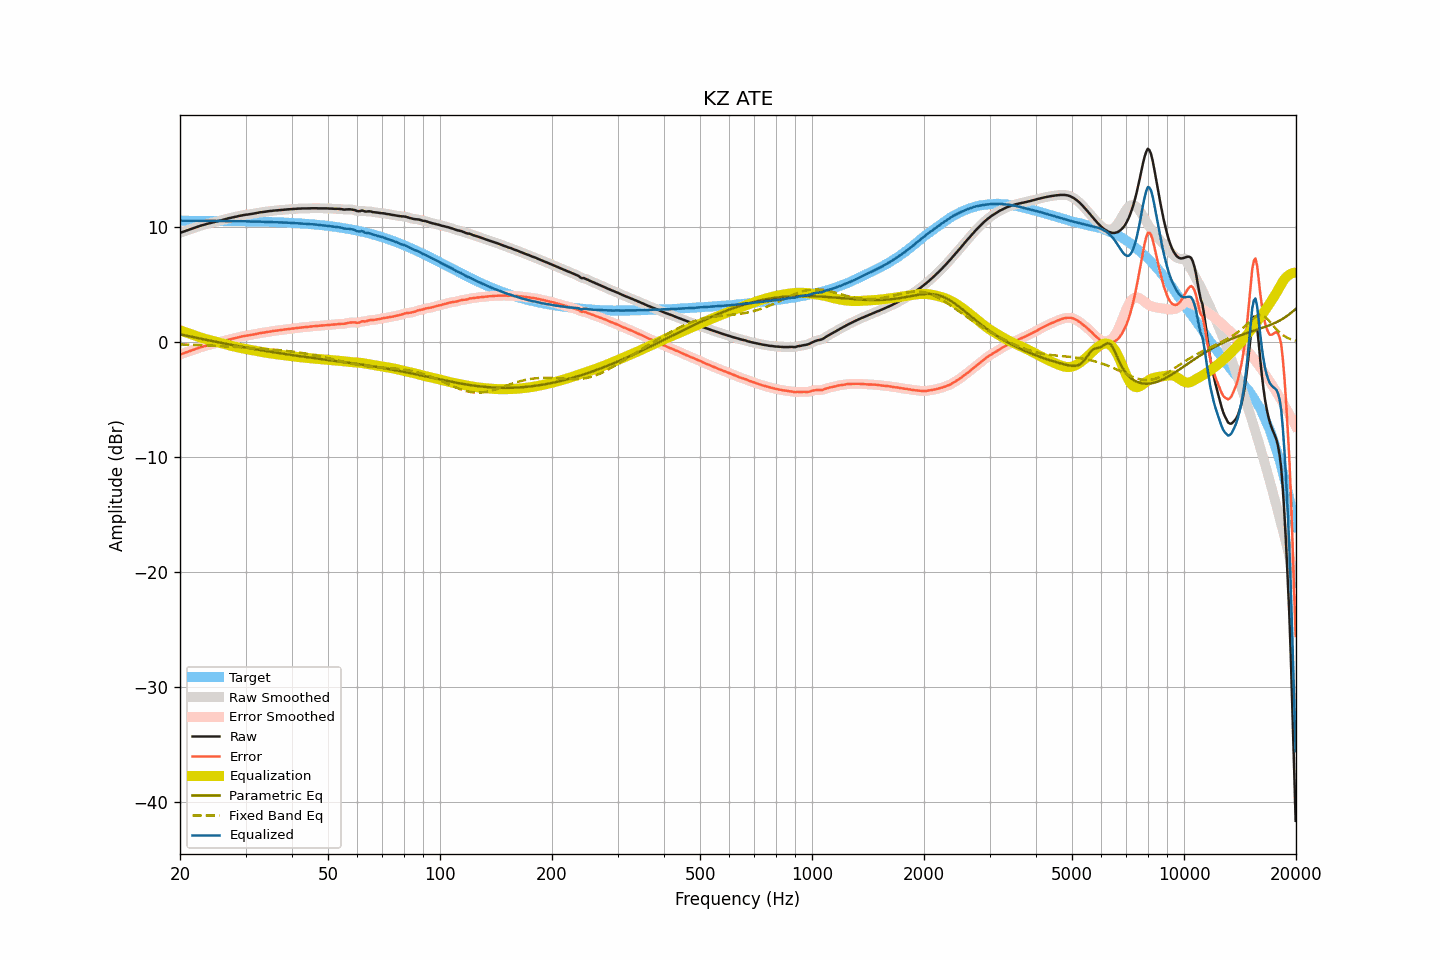 KZ ATE
Amplitude (dBr)
10
0
−10
−20
−30
−40
Target
Raw Smoothed
Error Smoothed
Raw
Error
Equalization
Parametric Eq
Fixed Band Eq
Equalized
20 50 100 200 500 1000 2000 5000 10000 20000
Frequency (Hz)